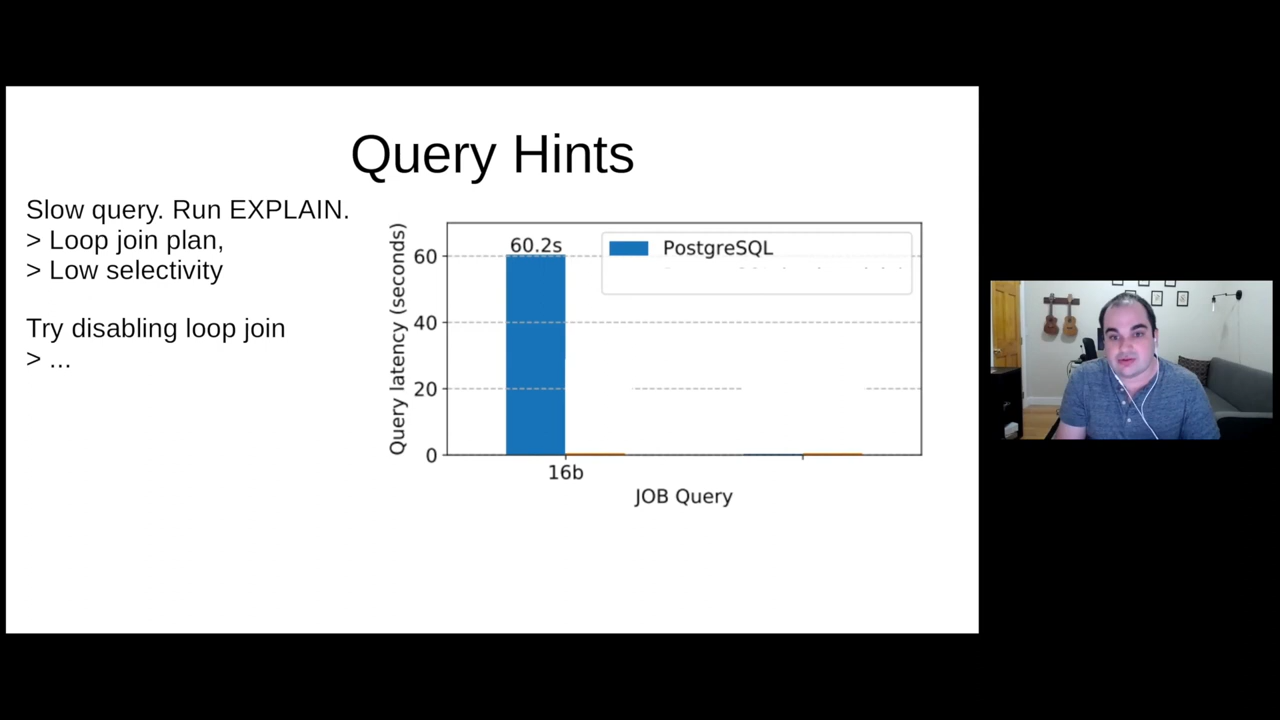 Query Hints
Slow query. Run EXPLAIN.
> Loop join plan,
> Low selectivity
Try disabling loop join
> ...
Query latency (seconds)
60
40
20
0
60.2s
PostgreSQL
16b
JOB Query